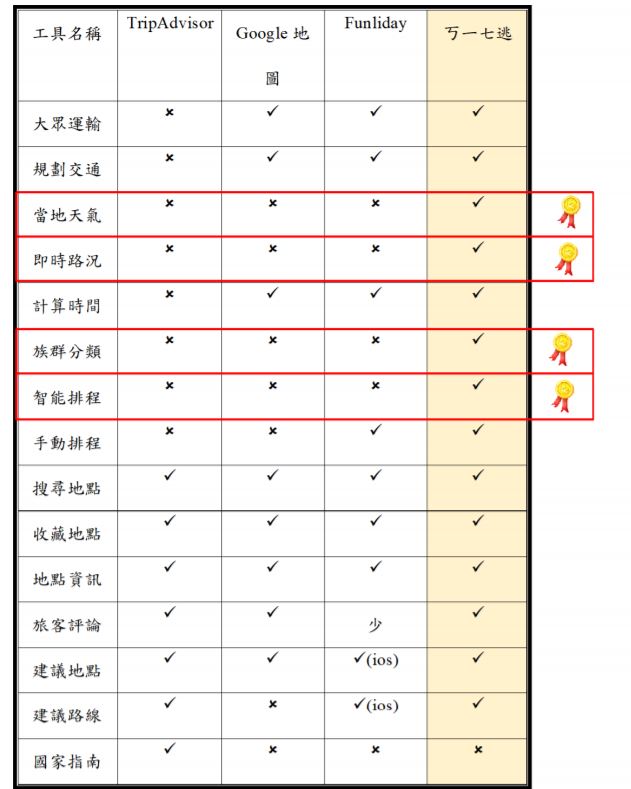 工具名稱 TripAdvisor Google 地圖 Funliday ㄎㄧㄠ逃
大眾運輸 × ✓ ✓ ✓
規劃交通 × ✓ ✓ ✓
當地天氣 × × × ✓
即時路況 × × × ✓
計算時間 × ✓ ✓ ✓
族群分類 × × × ✓
智能排程 × × × ✓
手動排程 × × ✓ ✓
搜尋地點 ✓ ✓ ✓ ✓
收藏地點 ✓ ✓ ✓ ✓
地點資訊 ✓ ✓ ✓ ✓
旅客評論 ✓ ✓ 少 ✓
建議地點 ✓ ✓ ✓(ios) ✓
建議路線 ✓ × ✓(ios) ✓
國家指南 ✓ × × ×